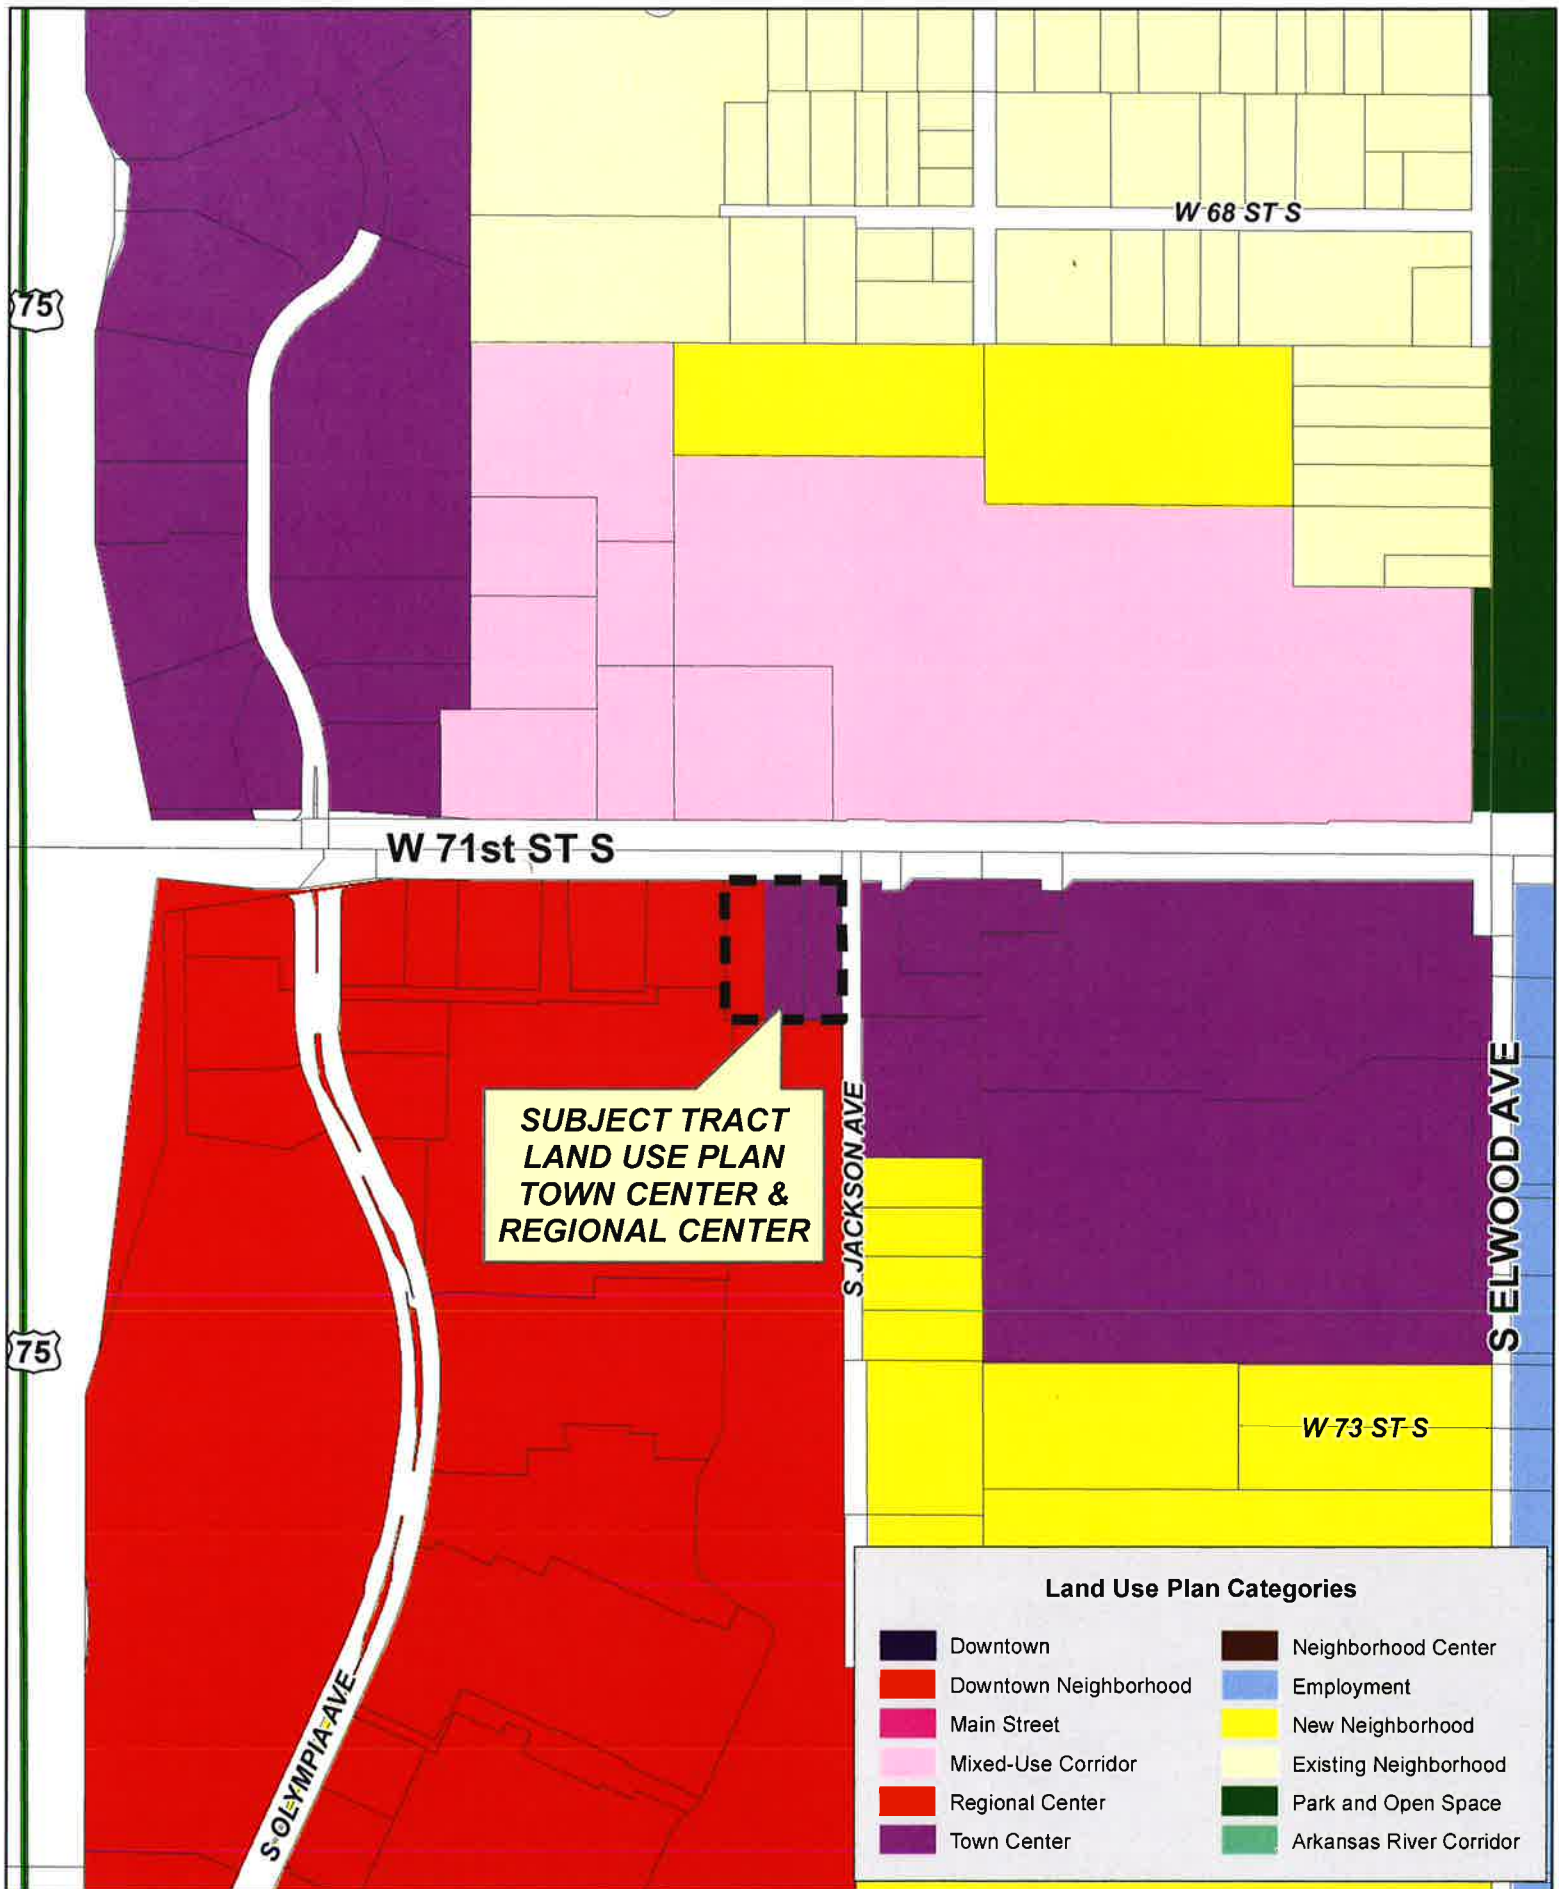 W 68 ST S
75
W 71st ST S
SUBJECT TRACT
LAND USE PLAN
TOWN CENTER &
REGIONAL CENTER
S JACKSON AVE
S ELWOOD AVE
75
W 73 ST S
S OLYMPIA AVE
Land Use Plan Categories
Downtown
Downtown Neighborhood
Main Street
Mixed-Use Corridor
Regional Center
Town Center
Neighborhood Center
Employment
New Neighborhood
Existing Neighborhood
Park and Open Space
Arkansas River Corridor